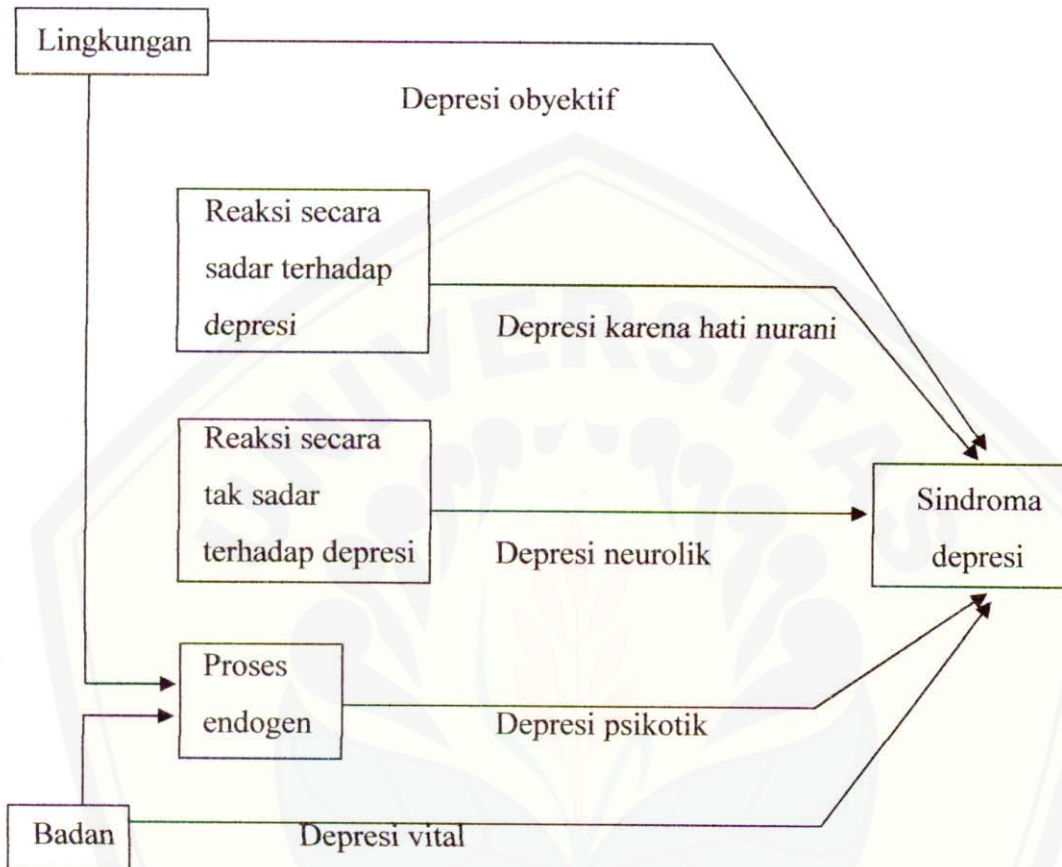 Lingkungan
Depresi obyektif
Reaksi secara
sadar terhadap
depresi
Depresi karena hati nurani
Reaksi secara
tak sadar
terhadap depresi
Depresi neurolik
Sindroma
depresi
Proses
endogen
Depresi psikotik
Badan
Depresi vital
UNIVERSITAS